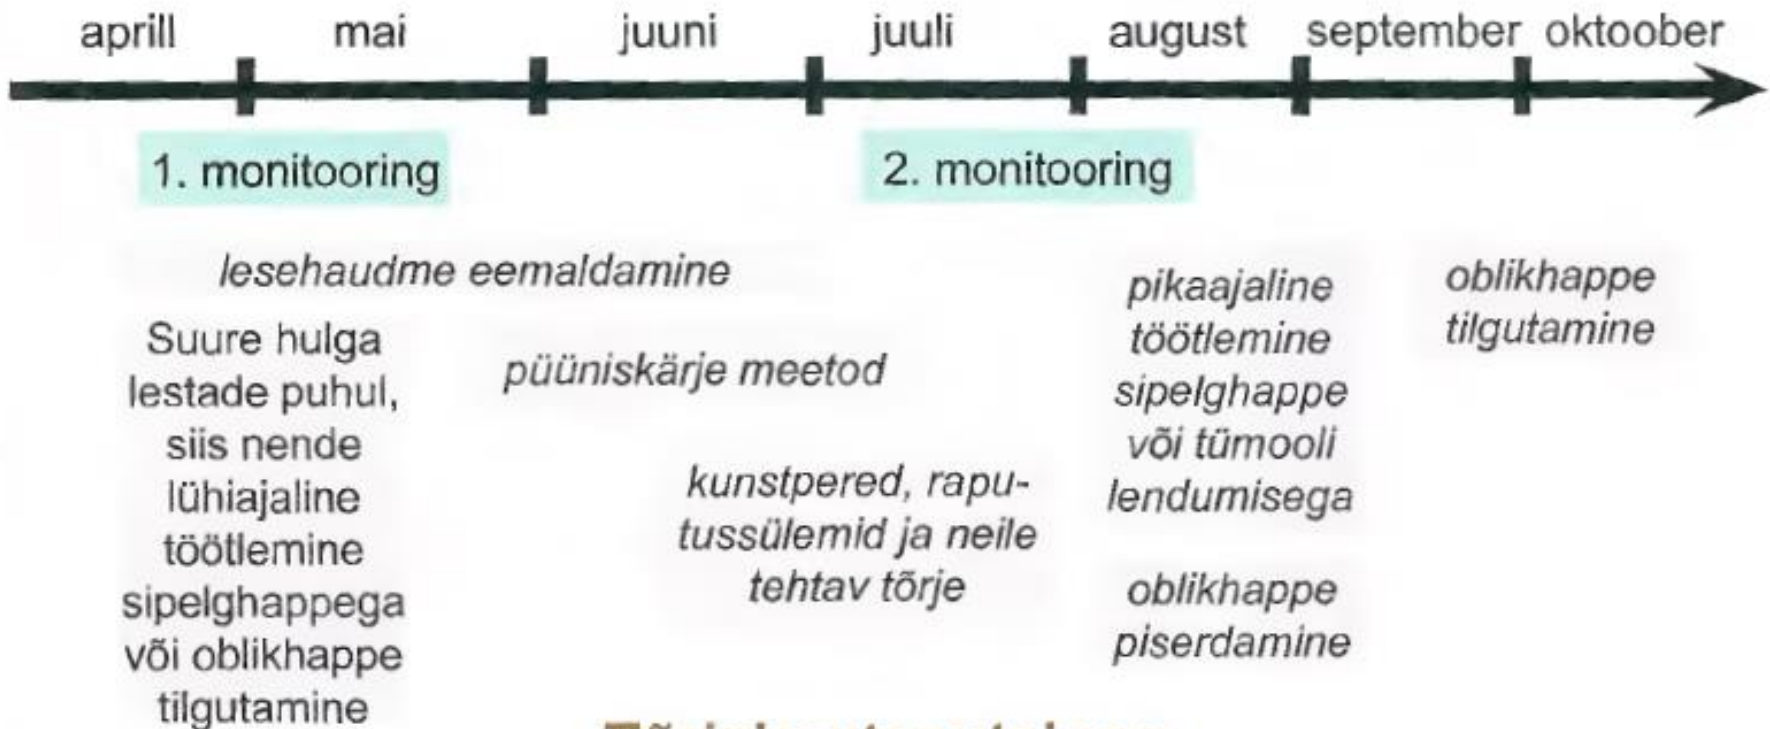 aprill mai juuni juuli august september oktoober
1. monitooring
2. monitooring
lesehaudme eemaldamine
Suure hulga
lestade puhul,
siis nende
lühiajaline
töötlemine
sipelghappega
või oblikhappe
tilgutamine
püüniskärje meetod
kunstpered, rapu-
tussülemid ja neile
tehtav tõrje
pikaajaline
töötlemine
sipelghappe
või tümooli
lendumisega
oblikhappe
piserdamine
oblikhappe
tilgutamine